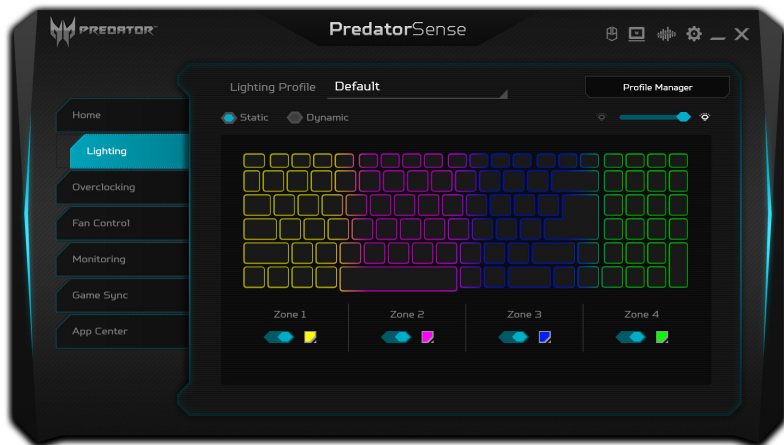 PREDATOR
PredatorSense
Lighting Profile Default
Profile Manager
Static Dynamic
Home
Lighting
Overclocking
Fan Control
Monitoring
Game Sync
App Center
Zone 1 Zone 2 Zone 3 Zone 4